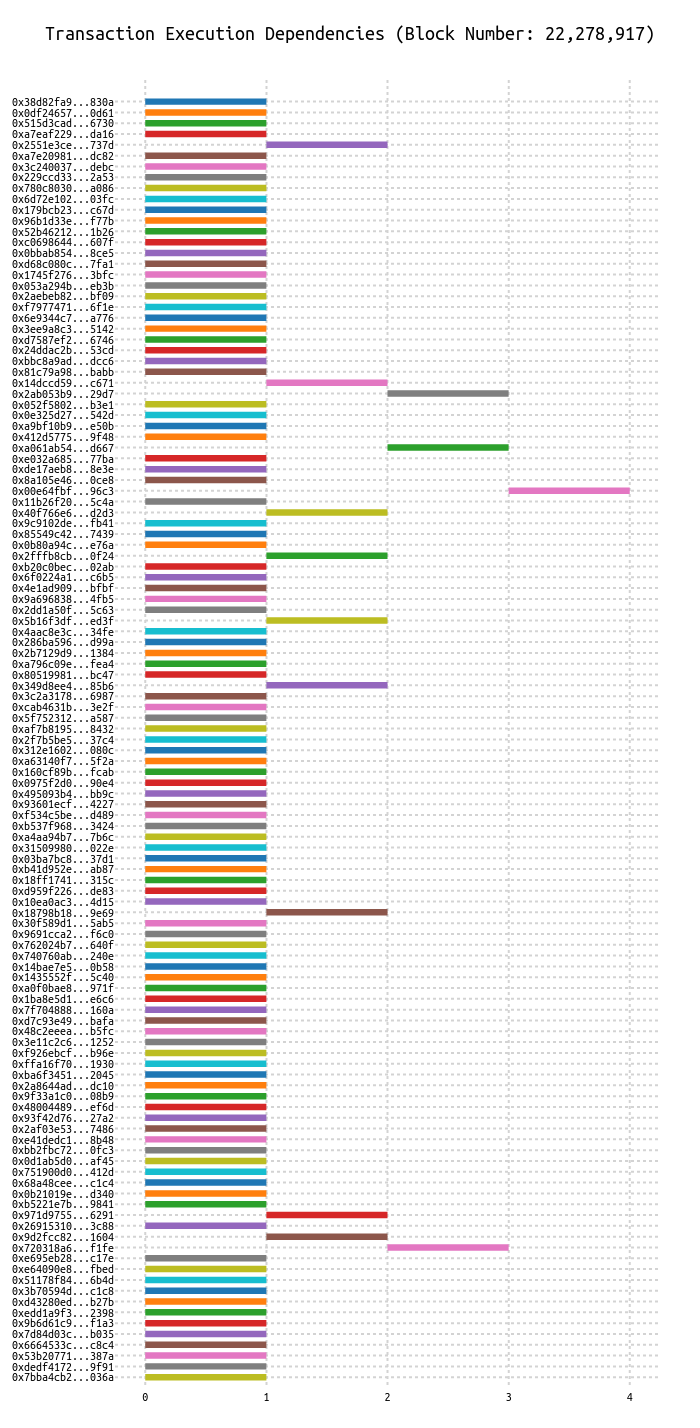 Transaction Execution Dependencies (Block Number: 22,278,917)
0x38d82fa9...830a
0x0df24657...0d61
0x515d3cad...6730
0xa7eaf229...da16
0x2551e3ce...737d
0xa7e20981...dc82
0x3c240037...debc
0x229ccd33...2a53
0x780c8030...a086
0x6d72e102...03fc
0x179bcb23...c67d
0x96b1d33e...f77b
0x52b46212...1b26
0xc0698644...607f
0x0bbab854...8ce5
0xd68c080c...7fa1
0x1745f276...3bfc
0x053a294b...eb3b
0x2aebeb82...bf09
0xf7977471...6f1e
0x6e9344c7...a776
0x3ee9a8c3...5142
0xd7587ef2...6746
0x24ddac2b...53cd
0xbbc8a9ad...dcc6
0x81c79a98...babb
0x14dccd59...c671
0x2ab053b9...29d7
0x052f5802...b3e1
0x0e325d27...542d
0xa9bf10b9...e50b
0x412d5775...9f48
0xa061ab54...d667
0xe032a685...77ba
0xde17aeb8...8e3e
0x8a105e46...0ce8
0x00e64fbf...96c3
0x11b26f20...5c4a
0x40f766e6...d2d3
0x9c9102de...fb41
0x85549c42...7439
0x0b80a94c...e76a
0x2fffb8cb...0f24
0xb20c0bec...02ab
0x6f0224a1...c6b5
0x4e1ad909...bfbf
0x9a696838...4fb5
0x2dd1a50f...5c63
0x5b16f3df...ed3f
0x4aac8e3c...34fe
0x286ba596...d99a
0x2b7129d9...1384
0xa796c09e...fea4
0x80519981...bc47
0x349d8ee4...85b6
0x3c2a3178...6987
0xcab4631b...3e2f
0x5f752312...a587
0xaf7b8195...8432
0x2f7b5be5...37c4
0x312e1602...080c
0xa63140f7...5f2a
0x160cf89b...fcab
0x0975f2d0...90e4
0x495093b4...bb9c
0x93601ecf...4227
0xf534c5be...d489
0xb537f968...3424
0xa4aa94b7...7b6c
0x31509980...022e
0x03ba7bc8...37d1
0xb41d952e...ab87
0x18ff1741...315c
0xd959f226...de83
0x10ea0ac3...4d15
0x18798b18...9e69
0x30f589d1...5ab5
0x9691cca2...f6c0
0x762024b7...640f
0x740760ab...240e
0x14bae7e5...0b58
0x1435552f...5c40
0xa0f0bae8...971f
0x1ba8e5d1...e6c6
0x7f704888...160a
0xd7c93e49...bafa
0x48c2eeea...b5fc
0x3e11c2c6...1252
0xf926ebcf...b96e
0xffa16f70...1930
0xba6f3451...2045
0x2a8644ad...dc10
0x9f33a1c0...08b9
0x48004489...ef6d
0x93f42d76...27a2
0x2af03e53...7486
0xe41dedc1...8b48
0xbb2fbc72...0fc3
0x0d1ab5d0...af45
0x751900d0...412d
0x68a48cee...c1c4
0x0b21019e...d340
0xb5221e7b...9841
0x971d9755...6291
0x26915310...3c88
0x9d2fcc82...1604
0x720318a6...f1fe
0xe695eb28...c17e
0xe64090e8...fbed
0x51178f84...6b4d
0x3b70594d...c1c8
0xd43280ed...b27b
0xedd1a9f3...2398
0x9b6d61c9...f1a3
0x7d84d03c...b035
0x6664533c...c8c4
0x53b20771...387a
0xdedf4172...9f91
0x7bba4cb2...036a
0 1 2 3 4